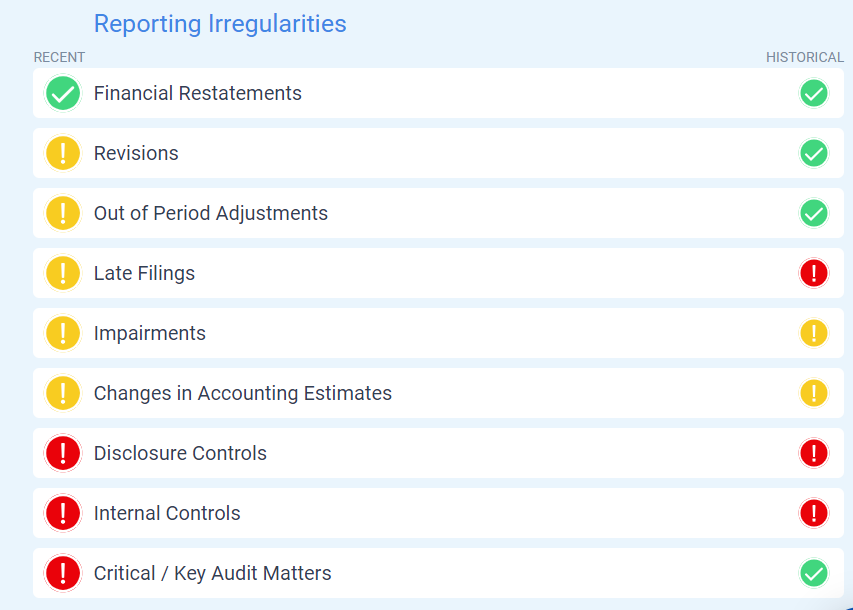 Reporting Irregularities
RECENT HISTORICAL
Financial Restatements
Revisions
Out of Period Adjustments
Late Filings
Impairments
Changes in Accounting Estimates
Disclosure Controls
Internal Controls
Critical / Key Audit Matters